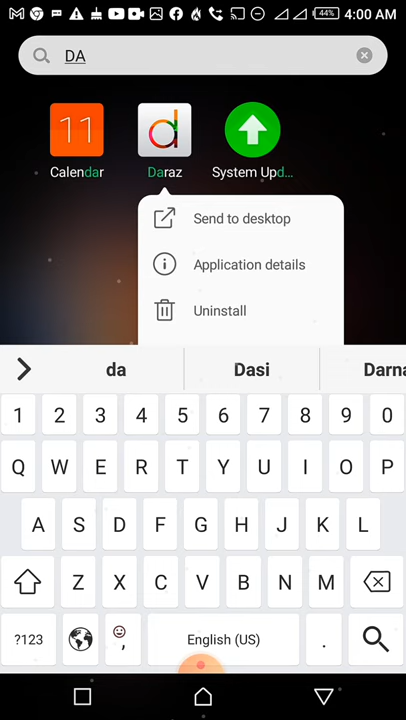 44% 4:00 AM
DA
11
Calendar Daraz System Upd...
Send to desktop
Application details
Uninstall
da Dasi Darna
1 2 3 4 5 6 7 8 9 0
Q W E R T Y U I O P
A S D F G H J K L
Z X C V B N M
?123 , English (US) .